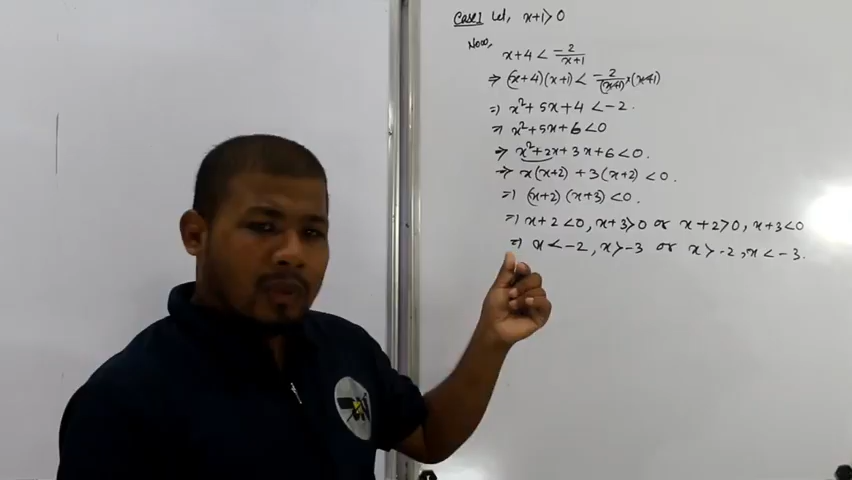 Case1 Let, x+1>0
Now,
x+4 < -2/(x+1)
⇒ (x+4)(x+1) < -2/(x+1) × (x+1)
⇒ x²+5x+4 < -2.
⇒ x²+5x+6<0
⇒ x²+2x+3x+6<0.
⇒ x(x+2) +3(x+2) <0.
⇒ (x+2)(x+3) <0.
⇒ x+2<0, x+3>0 or x+2>0, x+3<0
⇒ x<-2, x>-3 or x>-2, x<-3.